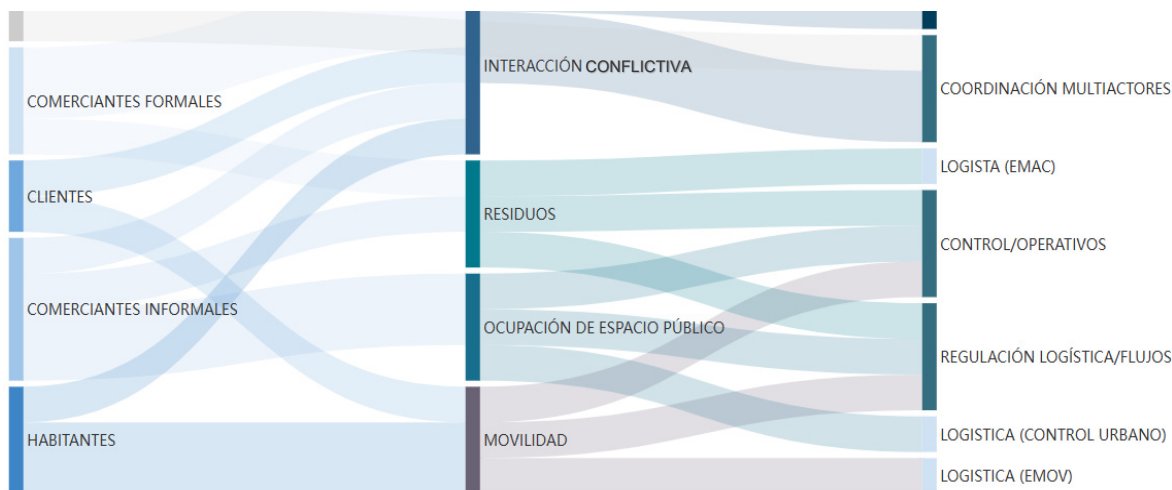 COMERCIANTES FORMALES
CLIENTES
COMERCIANTES INFORMALES
HABITANTES
INTERACCIÓN CONFLICTIVA
RESIDUOS
OCUPACIÓN DE ESPACIO PÚBLICO
MOVILIDAD
COORDINACIÓN MULTIACTORES
LOGISTA (EMAC)
CONTROL/OPERATIVOS
REGULACIÓN LOGÍSTICA/FLUJOS
LOGISTICA (CONTROL URBANO)
LOGISTICA (EMOV)